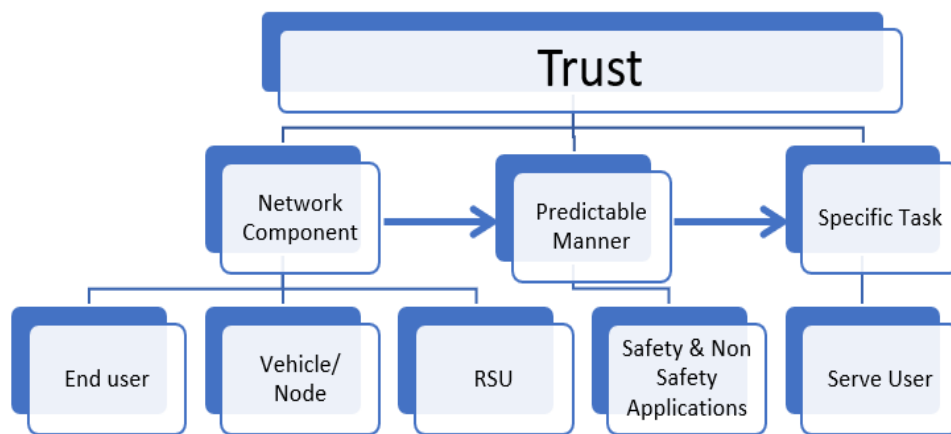 Trust
Network
Component
Predictable
Manner
Specific Task
End user
Vehicle/
Node
RSU
Safety & Non
Safety
Applications
Serve User